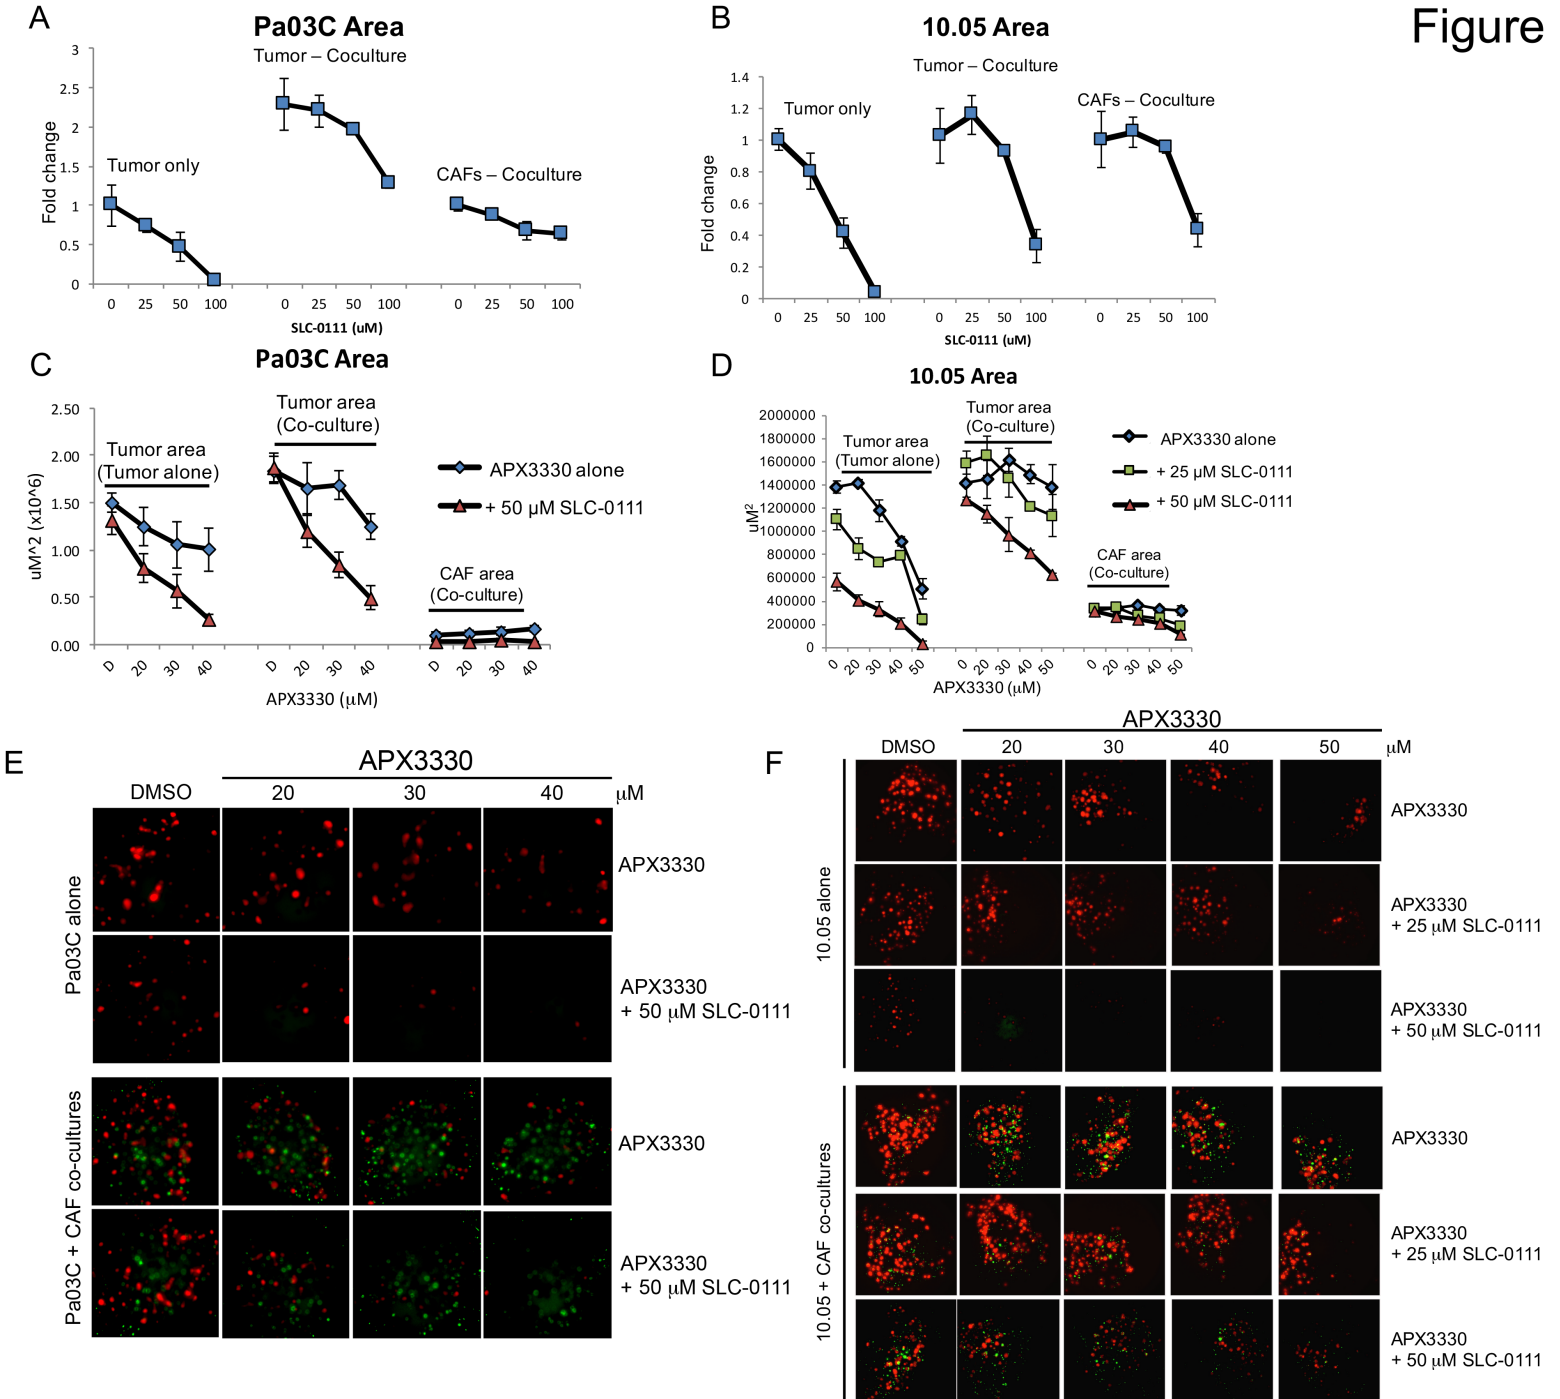 Figure
A
Pa03C Area
Tumor – Coculture
Tumor only
CAFs – Coculture
Fold change
3
2.5
2
1.5
1
0.5
0
0 25 50 100 0 25 50 100 0 25 50 100
SLC-0111 (uM)
B
10.05 Area
Tumor – Coculture
Tumor only
CAFs – Coculture
Fold change
1.4
1.2
1
0.8
0.6
0.4
0.2
0
0 25 50 100 0 25 50 100 0 25 50 100
SLC-0111 (uM)
C
Pa03C Area
Tumor area
(Co-culture)
Tumor area
(Tumor alone)
CAF area
(Co-culture)
APX3330 alone
+ 50 µM SLC-0111
uM^2 (x10^6)
2.50
2.00
1.50
1.00
0.50
0.00
D 20 30 40 D 20 30 40 0 20 30 40
APX3330 (µM)
D
10.05 Area
Tumor area
(Co-culture)
Tumor area
(Tumor alone)
CAF area
(Co-culture)
APX3330 alone
+ 25 µM SLC-0111
+ 50 µM SLC-0111
uM²
2000000
1800000
1600000
1400000
1200000
1000000
800000
600000
400000
200000
0
0 20 30 40 50 0 20 30 40 50 0 20 30 40 50
APX3330 (µM)
E
APX3330
DMSO 20 30 40 µM
Pa03C alone
APX3330
APX3330
+ 50 µM SLC-0111
Pa03C + CAF co-cultures
APX3330
APX3330
+ 50 µM SLC-0111
F
APX3330
DMSO 20 30 40 50 µM
10.05 alone
APX3330
APX3330
+ 25 µM SLC-0111
APX3330
+ 50 µM SLC-0111
10.05 + CAF co-cultures
APX3330
APX3330
+ 25 µM SLC-0111
APX3330
+ 50 µM SLC-0111